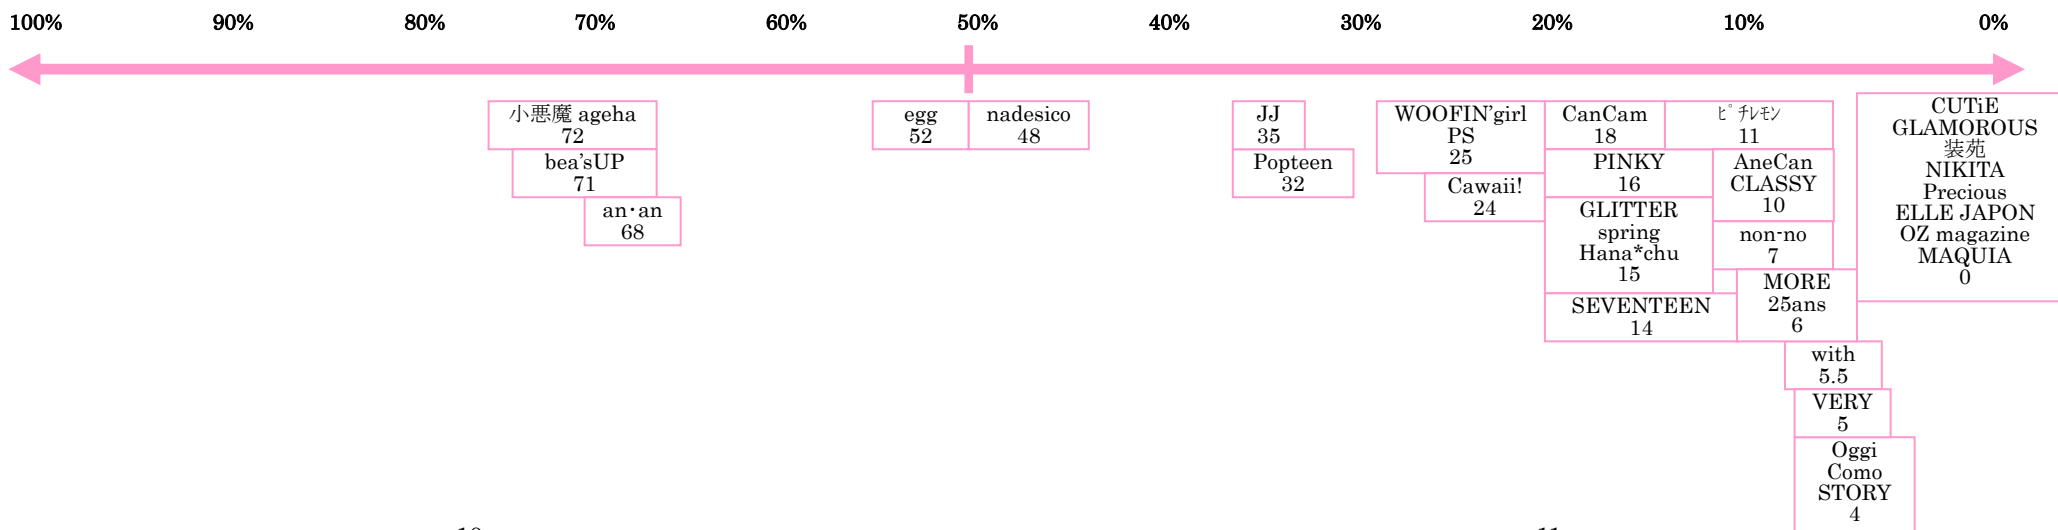 100% 90% 80% 70% 60% 50% 40% 30% 20% 10% 0%
小悪魔 ageha
72
bea'sUP
71
an・an
68
egg
52
nadesico
48
JJ
35
Popteen
32
WOOFIN'girl
PS
25
Cawaii!
24
CanCam
18
PINKY
16
GLITTER
spring
Hana*chu
15
SEVENTEEN
14
ﾋﾟﾁﾚﾓﾝ
11
AneCan
CLASSY
10
non-no
7
MORE
25ans
6
with
5.5
VERY
5
Oggi
Como
STORY
4
CUTiE
GLAMOROUS
装苑
NIKITA
Precious
ELLE JAPON
OZ magazine
MAQUIA
0